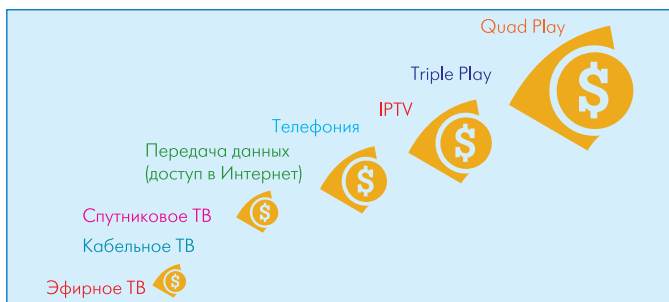 Quad Play
Triple Play
IPTV
Телефония
Передача данных
(доступ в Интернет)
Спутниковое ТВ
Кабельное ТВ
Эфирное ТВ
$
$
$
$
$